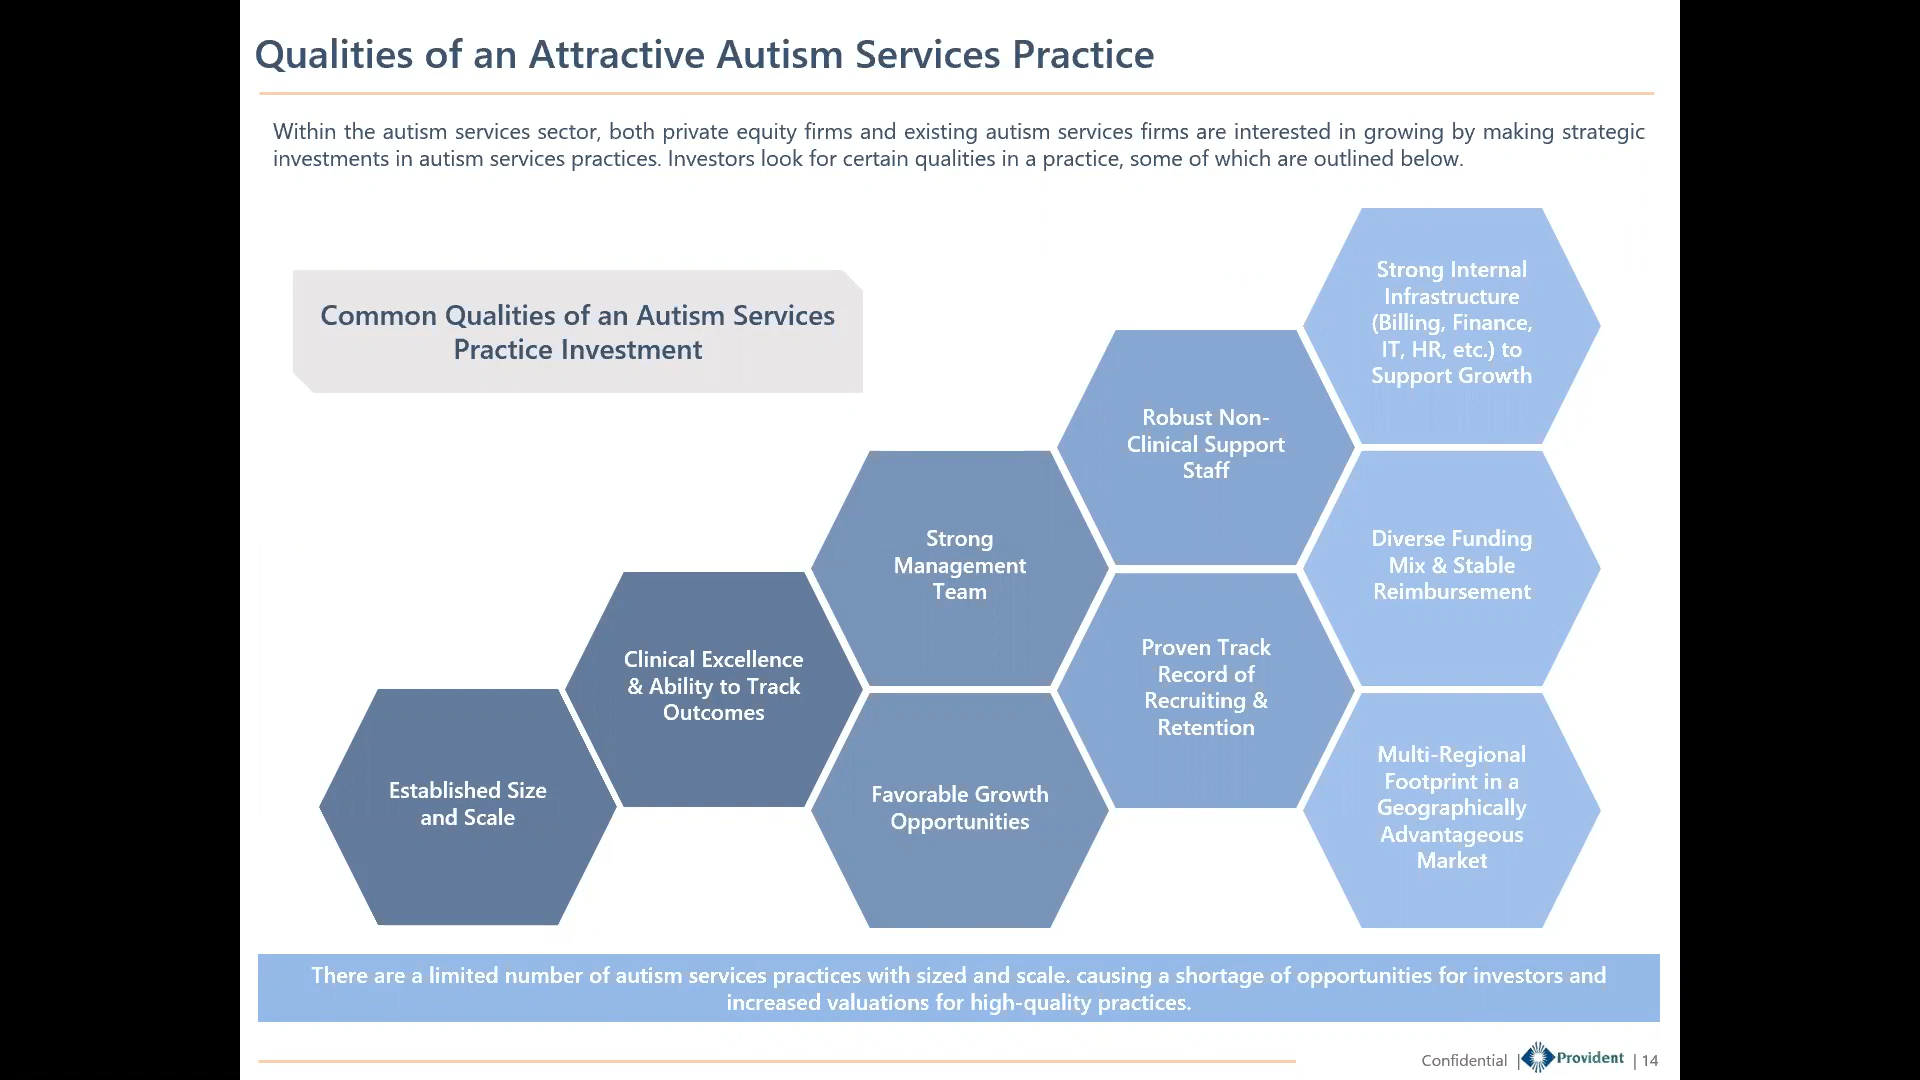 Qualities of an Attractive Autism Services Practice
Within the autism services sector, both private equity firms and existing autism services firms are interested in growing by making strategic
investments in autism services practices. Investors look for certain qualities in a practice, some of which are outlined below.
Common Qualities of an Autism Services
Practice Investment
Established Size
and Scale
Clinical Excellence
& Ability to Track
Outcomes
Strong
Management
Team
Favorable Growth
Opportunities
Robust Non-
Clinical Support
Staff
Proven Track
Record of
Recruiting &
Retention
Strong Internal
Infrastructure
(Billing, Finance,
IT, HR, etc.) to
Support Growth
Diverse Funding
Mix & Stable
Reimbursement
Multi-Regional
Footprint in a
Geographically
Advantageous
Market
There are a limited number of autism services practices with sized and scale. causing a shortage of opportunities for investors and
increased valuations for high-quality practices.
Confidential | Provident | 14